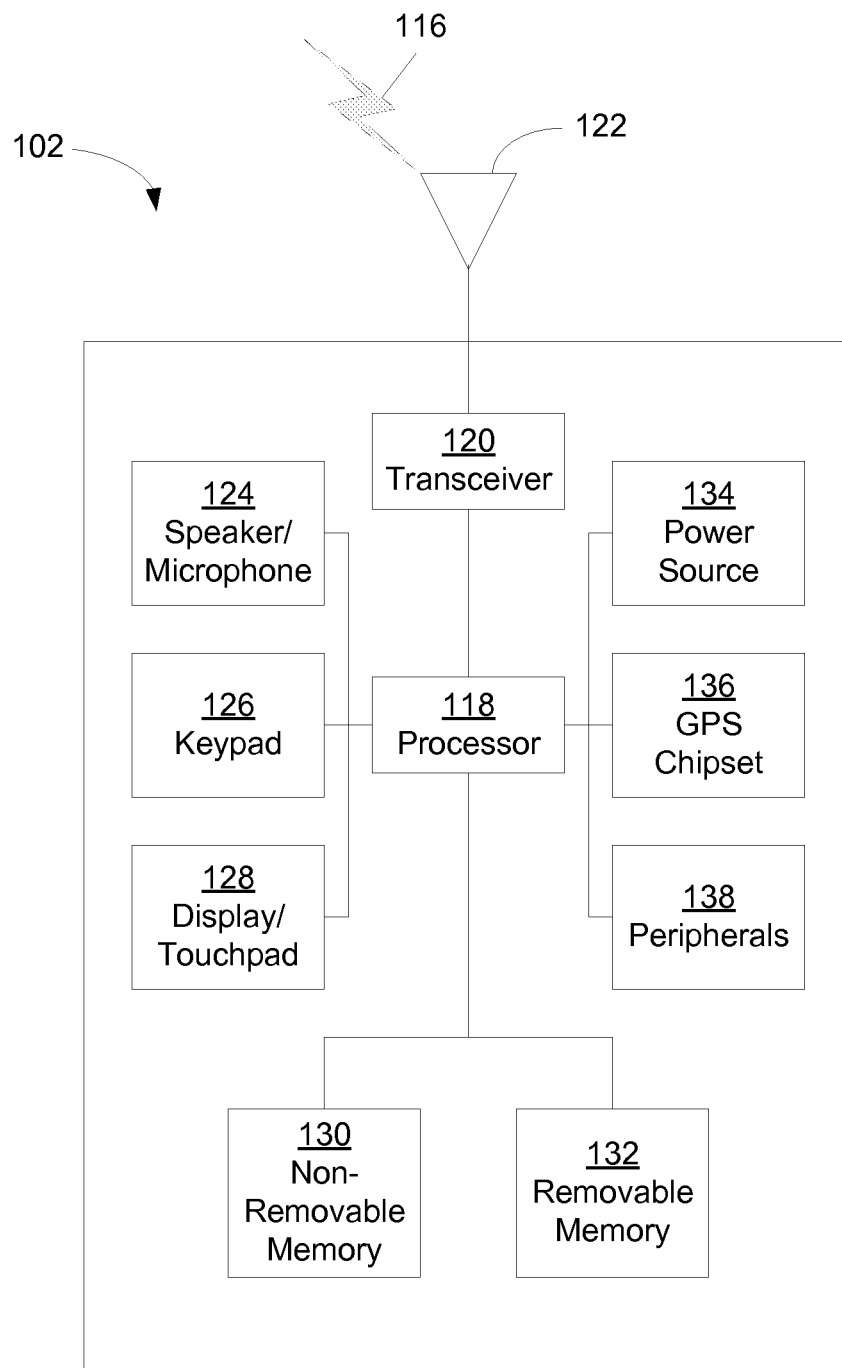 116
122
102
120
Transceiver
124
Speaker/
Microphone
134
Power
Source
126
Keypad
118
Processor
136
GPS
Chipset
128
Display/
Touchpad
138
Peripherals
130
Non-
Removable
Memory
132
Removable
Memory